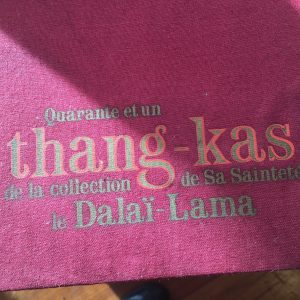 Quarante et un
thang-kas
de la collection de Sa Sainteté
le Dalaï-Lama